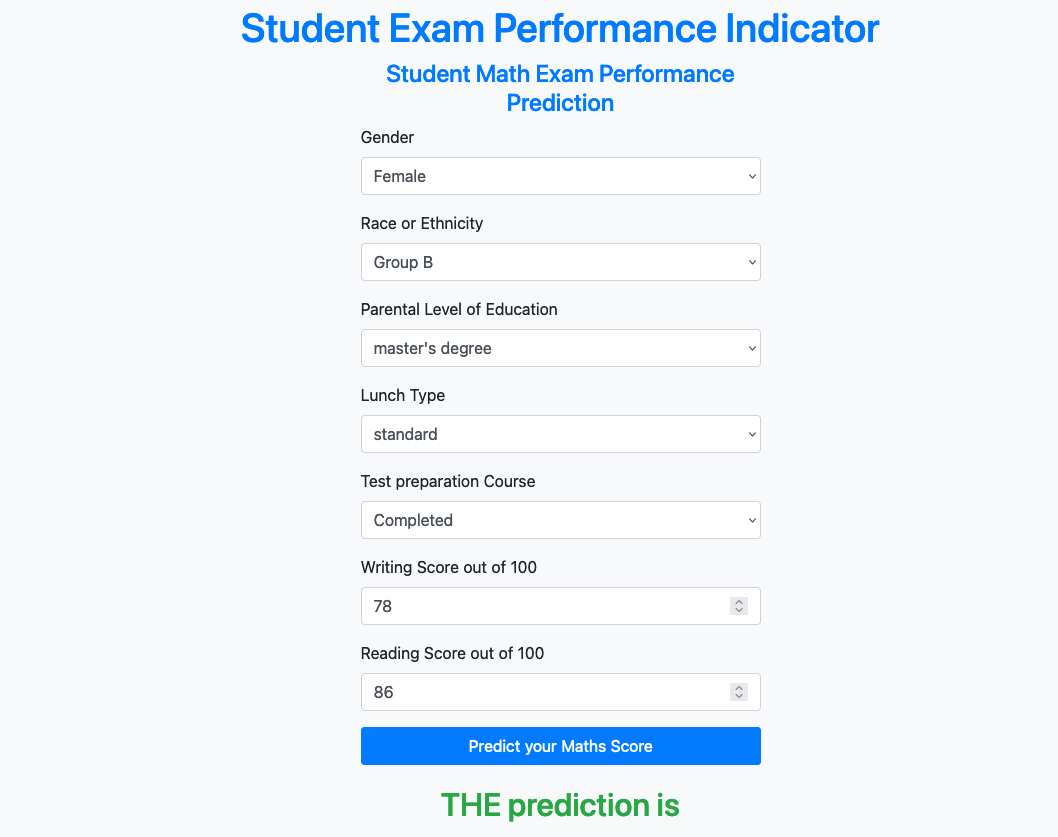 Student Exam Performance Indicator
Student Math Exam Performance
Prediction
Gender
Female
Race or Ethnicity
Group B
Parental Level of Education
master's degree
Lunch Type
standard
Test preparation Course
Completed
Writing Score out of 100
78
Reading Score out of 100
86
Predict your Maths Score
THE prediction is